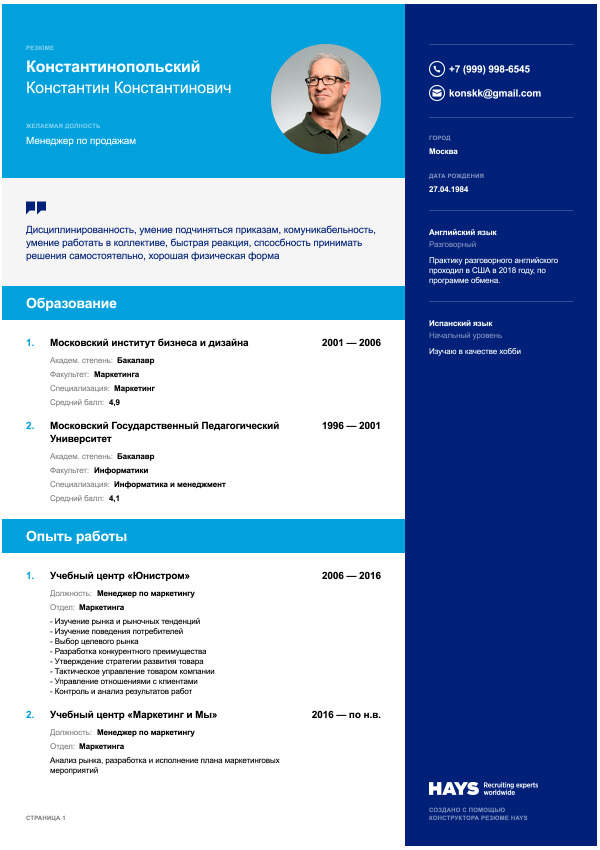 РЕЗЮМЕ
Константинопольский
Константин Константинович
ЖЕЛАЕМАЯ ДОЛНОСТЬ
Менеджер по продажам
+7 (999) 998-6545
konskk@gmail.com
ГОРОД
Москва
ДАТА РОЖДЕНИЯ
27.04.1984
Английский язык
Разговорный
Практику разговорного английского
проходил в США в 2018 году, по
программе обмена.
Испанский язык
Начальный уровень
Изучаю в качестве хобби
Дисциплинированность, умение подчиняться приказам, комуникабельность,
умение работать в коллективе, быстрая реакция, спсосбность принимать
решения самостоятельно, хорошая физическая форма
Образование
1. Московский институт бизнеса и дизайна 2001 — 2006
Академ. степень: Бакалавр
Факультет: Маркетинга
Специализация: Маркетинг
Средний балл: 4,9
2. Московский Государственный Педагогический 1996 — 2001
Университет
Академ. степень: Бакалавр
Факультет: Информатики
Специализация: Информатика и менеджмент
Средний балл: 4,1
Опыть работы
1. Учебный центр «Юнистром» 2006 — 2016
Должность: Менеджер по маркетингу
Отдел: Маркетинга
- Изучение рынка и рыночных тенденций
- Изучение поведения потребителей
- Выбор целевого рынка
- Разработка конкурентного преимущества
- Утверждение стратегии развития товара
- Тактическое управление товаром компании
- Управление отношениями с клиентами
- Контроль и анализ результатов работ
2. Учебный центр «Маркетинг и Мы» 2016 — по н.в.
Должность: Менеджер по маркетингу
Отдел: Маркетинга
Анализ рынка, разработка и исполнение плана маркетинговых
мероприятий
СТРАНИЦА 1
HAYS Recruiting experts
worldwide
СОЗДАНО С ПОМОЩЬЮ
КОНСТРУКТОРА РЕЗЮМЕ HAYS